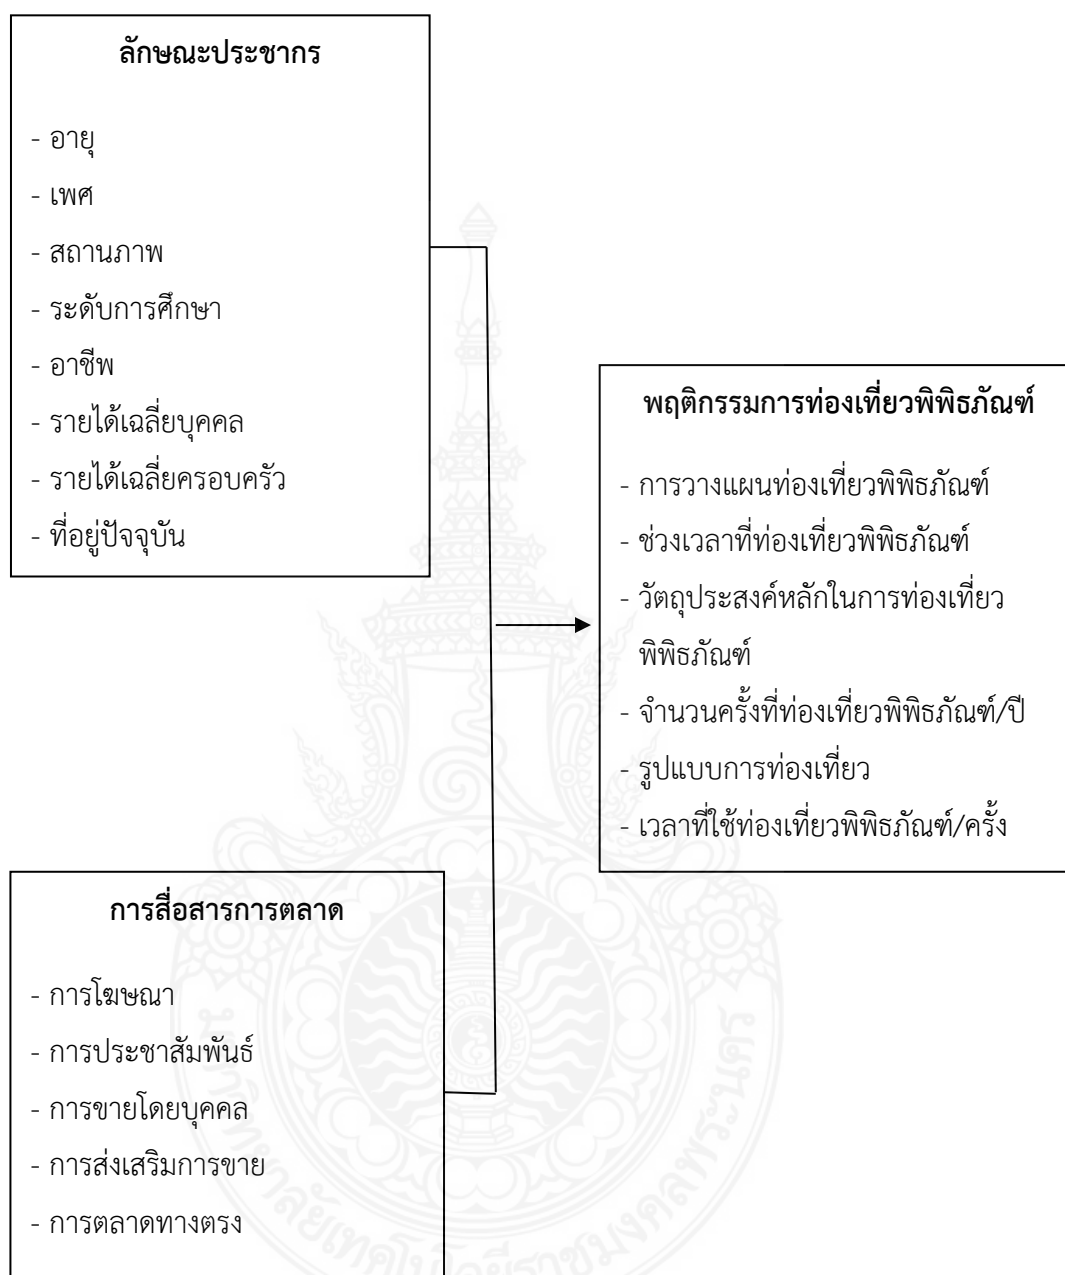 ลักษณะประชากร
- อายุ
- เพศ
- สถานภาพ
- ระดับการศึกษา
- อาชีพ
- รายได้เฉลี่ยบุคคล
- รายได้เฉลี่ยครอบครัว
- ที่อยู่ปัจจุบัน
พฤติกรรมการท่องเที่ยวพิพิธภัณฑ์
- การวางแผนท่องเที่ยวพิพิธภัณฑ์
- ช่วงเวลาที่ท่องเที่ยวพิพิธภัณฑ์
- วัตถุประสงค์หลักในการท่องเที่ยว
พิพิธภัณฑ์
- จำนวนครั้งที่ท่องเที่ยวพิพิธภัณฑ์/ปี
- รูปแบบการท่องเที่ยว
- เวลาที่ใช้ท่องเที่ยวพิพิธภัณฑ์/ครั้ง
การสื่อสารการตลาด
- การโฆษณา
- การประชาสัมพันธ์
- การขายโดยบุคคล
- การส่งเสริมการขาย
- การตลาดทางตรง